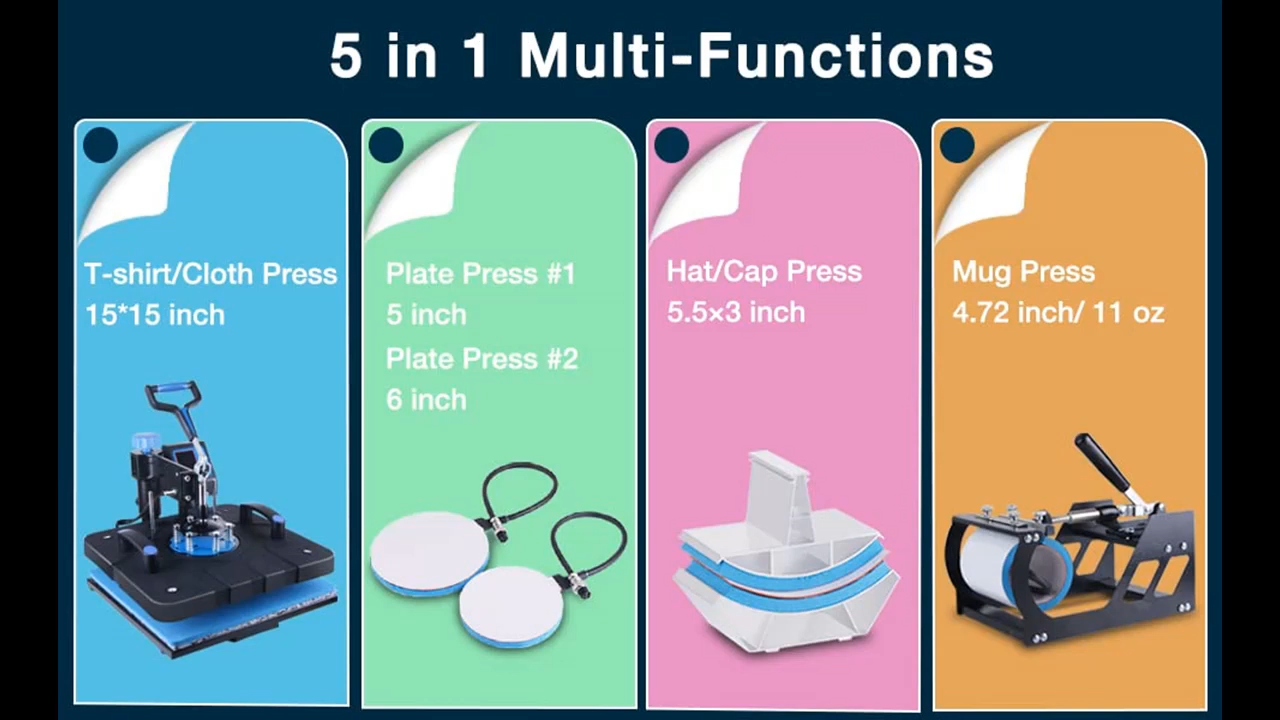 5 in 1 Multi-Functions
T-shirt/Cloth Press
15*15 inch
Plate Press #1
5 inch
Plate Press #2
6 inch
Hat/Cap Press
5.5×3 inch
Mug Press
4.72 inch/ 11 oz